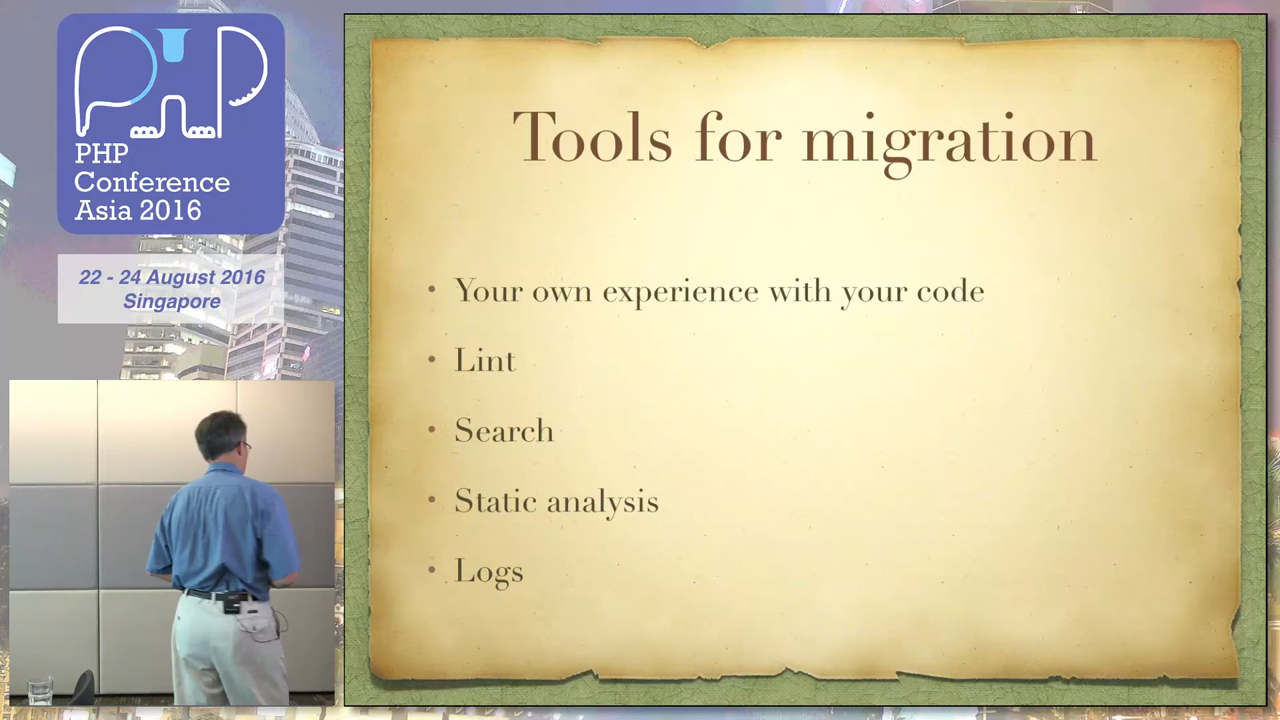 PHP
Conference
Asia 2016
22 - 24 August 2016
Singapore
Tools for migration
• Your own experience with your code
• Lint
• Search
• Static analysis
• Logs